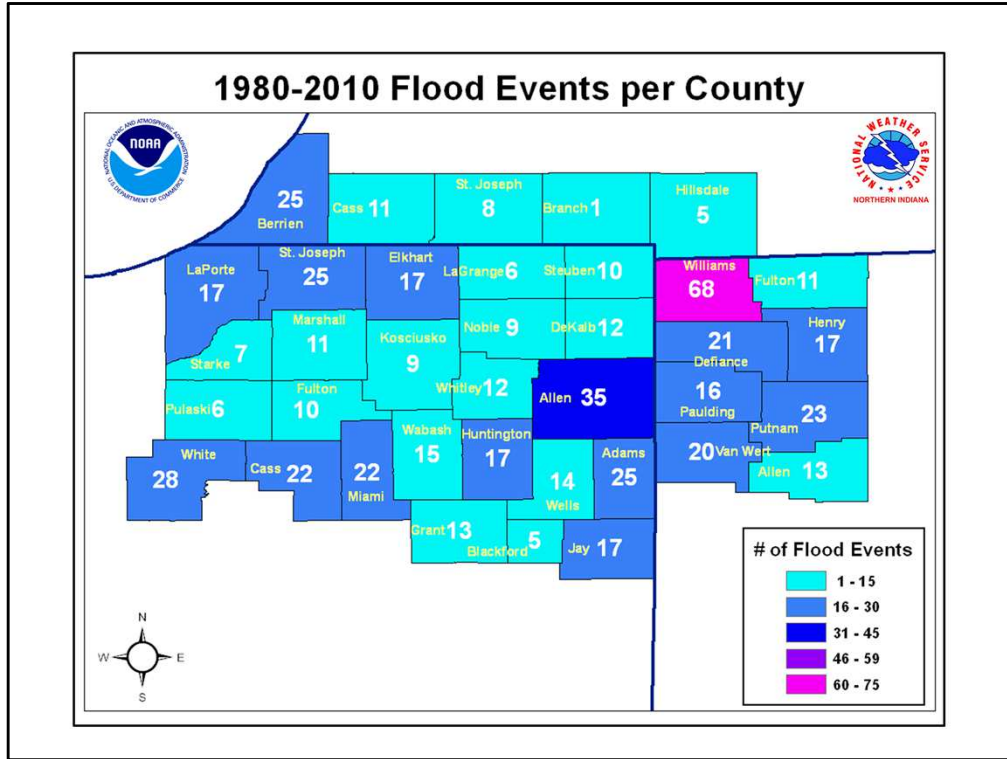 1980-2010 Flood Events per County
NATIONAL OCEANIC AND ATMOSPHERIC ADMINISTRATION
NOAA
U.S. DEPARTMENT OF COMMERCE
NATIONAL WEATHER SERVICE
NORTHERN INDIANA
25
Berrien
Cass 11
St. Joseph
8
Branch 1
Hillsdale
5
LaPorte
17
St. Joseph
25
Elkhart
17
LaGrange 6
Steuben 10
Williams
68
Fulton 11
Starke 7
Marshall
11
Kosciusko
9
Noble 9
DeKalb 12
21
Defiance
Henry
17
Pulaski 6
Fulton
10
Whitley 12
Allen 35
16
Paulding
23
Putnam
White
28
Cass 22
22
Miami
Wabash
15
Huntington
17
14
Wells
Adams
25
20 Van Wert
Allen 13
Grant 13
Blackford 5
Jay 17
# of Flood Events
1 - 15
16 - 30
31 - 45
46 - 59
60 - 75
N
W E
S